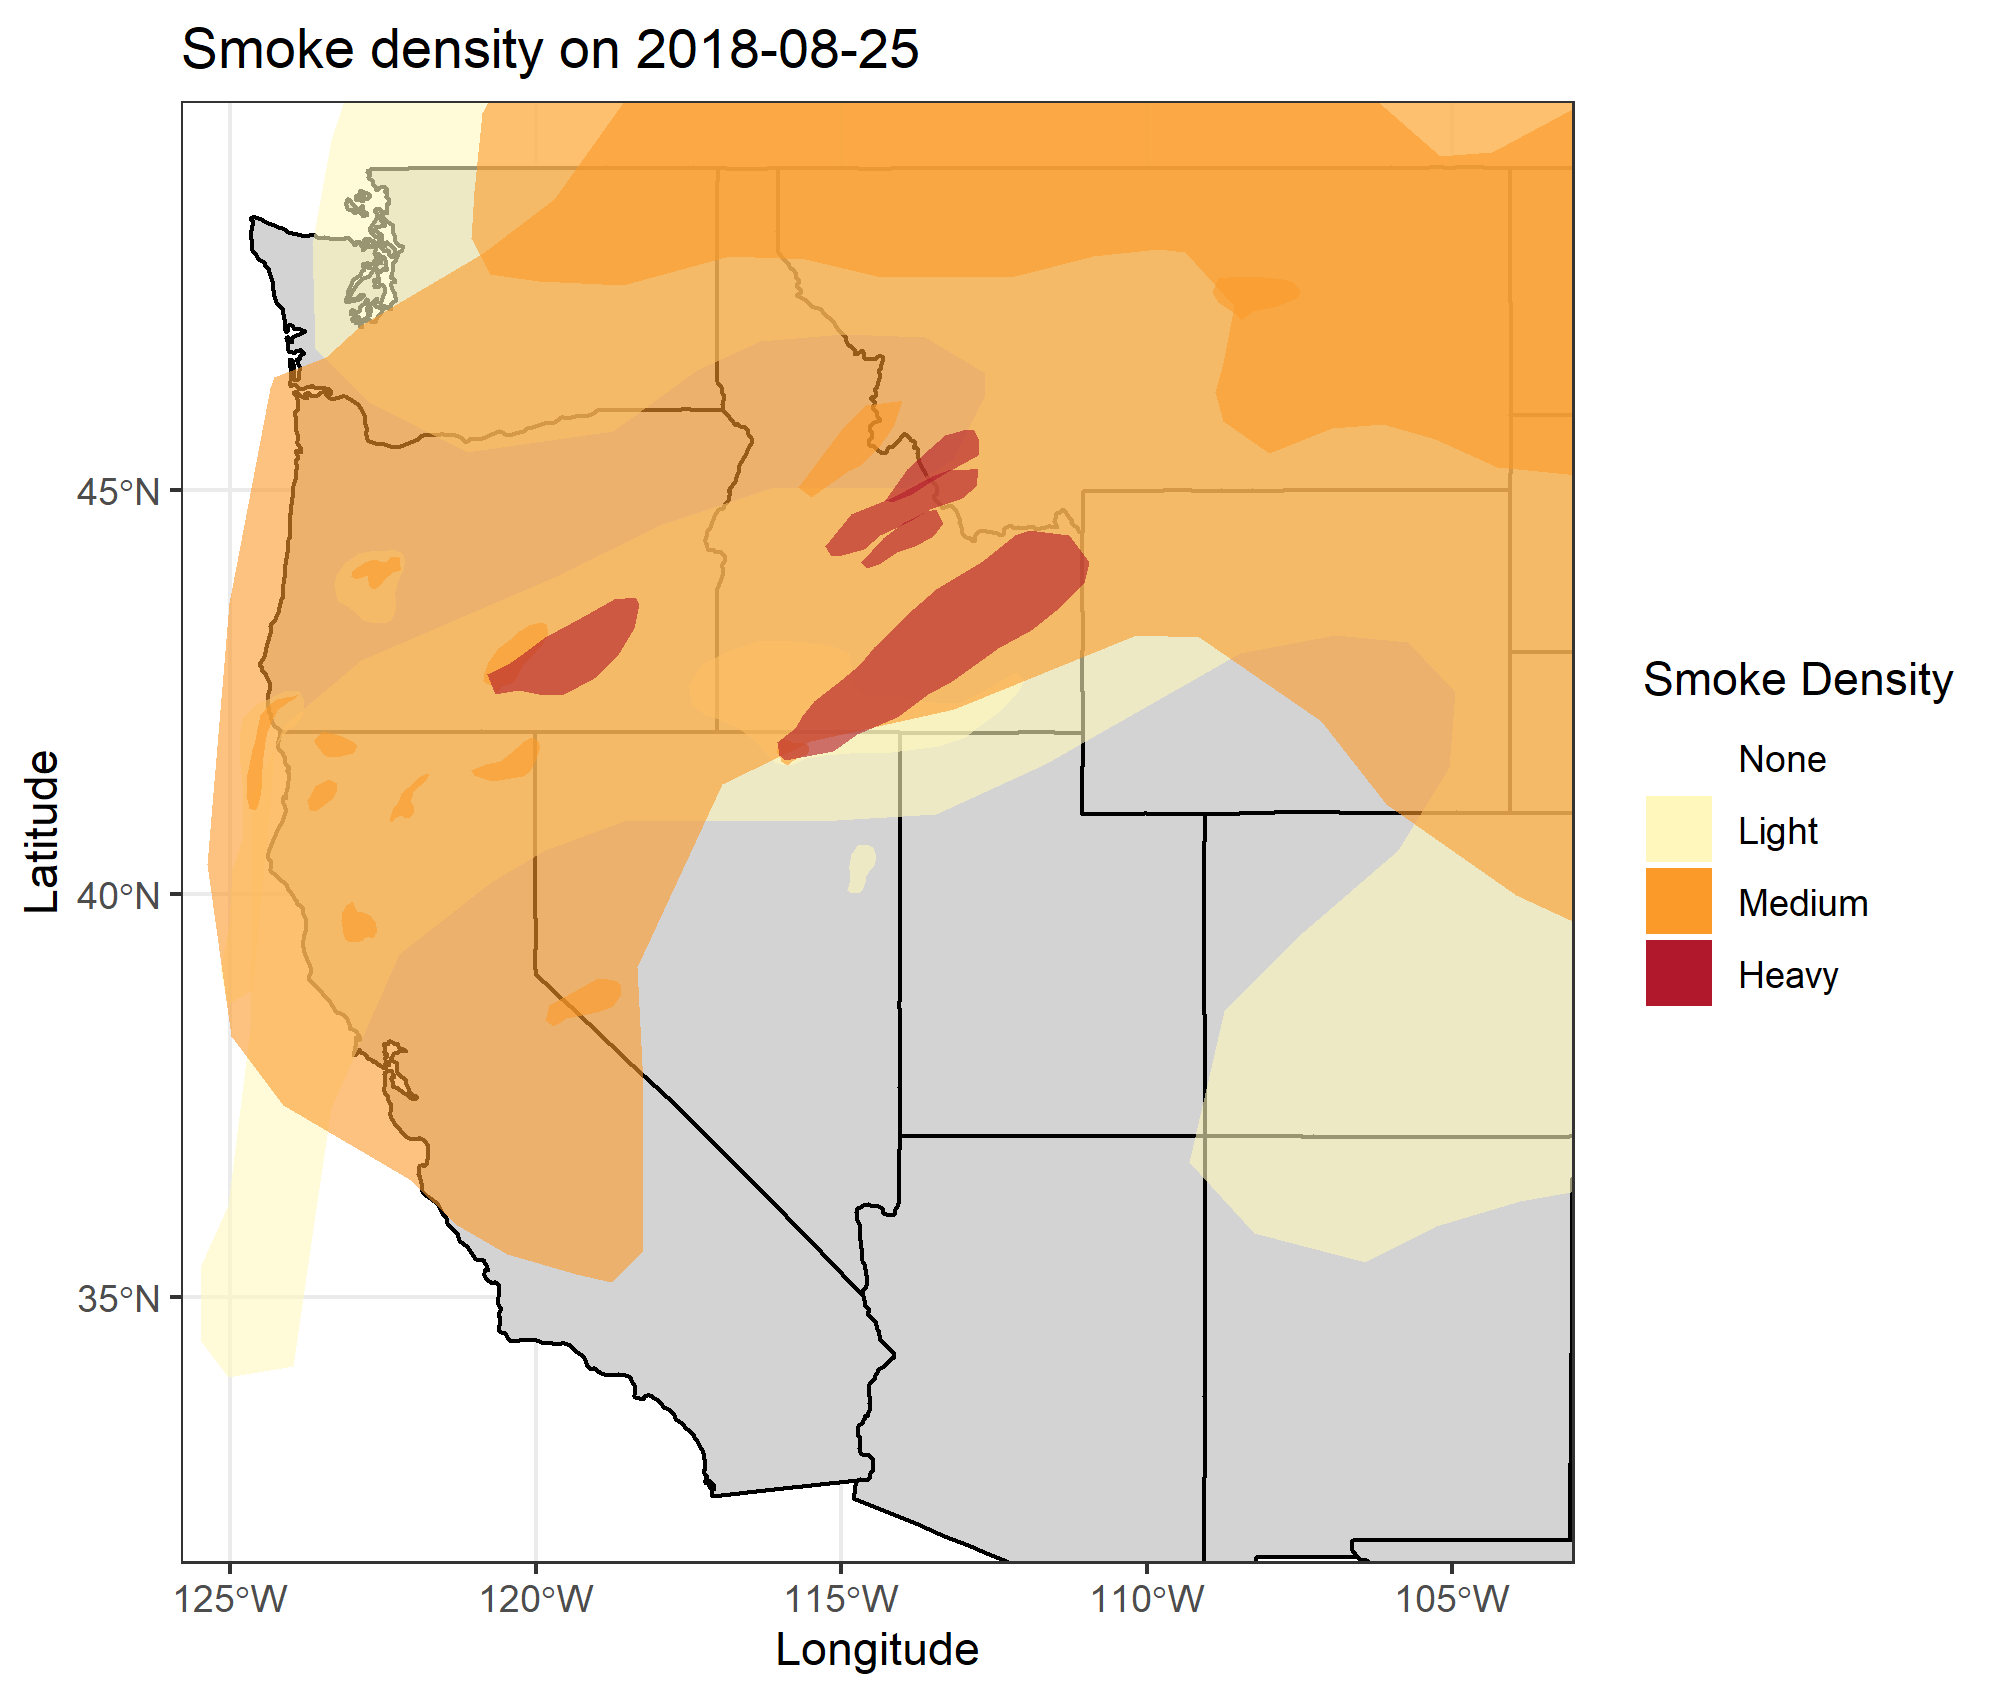 Smoke density on 2018-08-25
Latitude
45°N
40°N
35°N
125°W
120°W
115°W
110°W
105°W
Longitude
Smoke Density
None
Light
Medium
Heavy